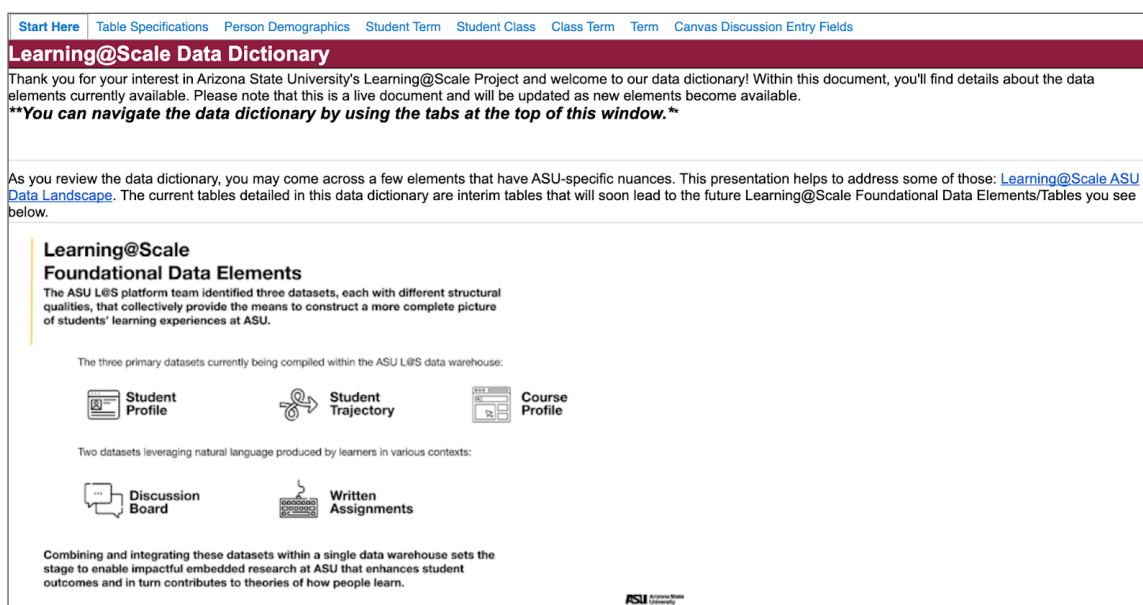 Start Here Table Specifications Person Demographics Student Term Student Class Class Term Term Canvas Discussion Entry Fields
Learning@Scale Data Dictionary
Thank you for your interest in Arizona State University's Learning@Scale Project and welcome to our data dictionary! Within this document, you'll find details about the data
elements currently available. Please note that this is a live document and will be updated as new elements become available.
**You can navigate the data dictionary by using the tabs at the top of this window.**
As you review the data dictionary, you may come across a few elements that have ASU-specific nuances. This presentation helps to address some of those: Learning@Scale ASU
Data Landscape. The current tables detailed in this data dictionary are interim tables that will soon lead to the future Learning@Scale Foundational Data Elements/Tables you see
below.
Learning@Scale
Foundational Data Elements
The ASU L@S platform team identified three datasets, each with different structural
qualities, that collectively provide the means to construct a more complete picture
of students' learning experiences at ASU.
The three primary datasets currently being compiled within the ASU L@S data warehouse:
Student
Profile
Student
Trajectory
Course
Profile
Two datasets leveraging natural language produced by learners in various contexts:
Discussion
Board
Written
Assignments
Combining and integrating these datasets within a single data warehouse sets the
stage to enable impactful embedded research at ASU that enhances student
outcomes and in turn contributes to theories of how people learn.
ASU Arizona State
University